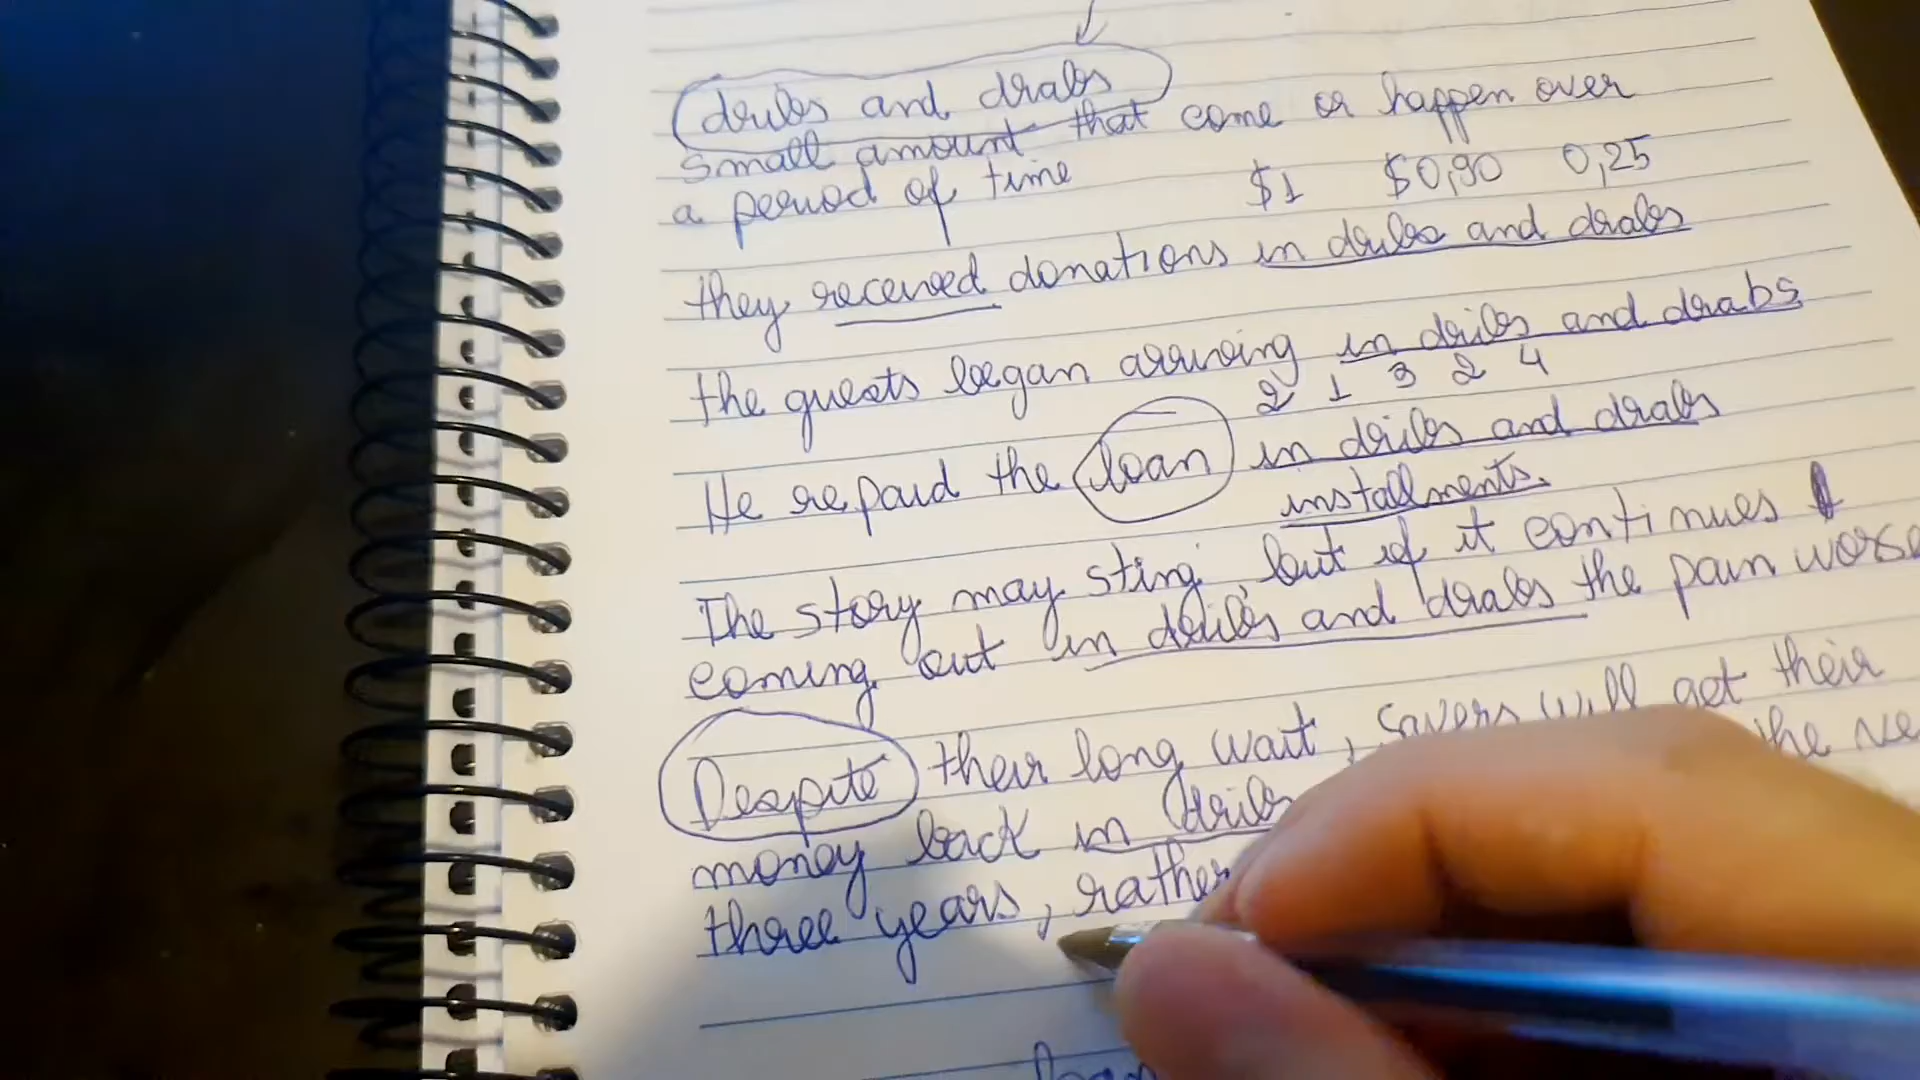 dribs and drabs
small amount that come or happen over
a period of time $1 $0,90 0,25
they received donations in dribs and drabs
the guests began arriving in dribs and drabs
2 1 3 2 4
He repaid the loan in dribs and drabs
installments.
The story may sting, but if it continues
coming out in dribs and drabs the pain worse
Despite their long wait, savers will get their
money back in dribs the
three years, rather